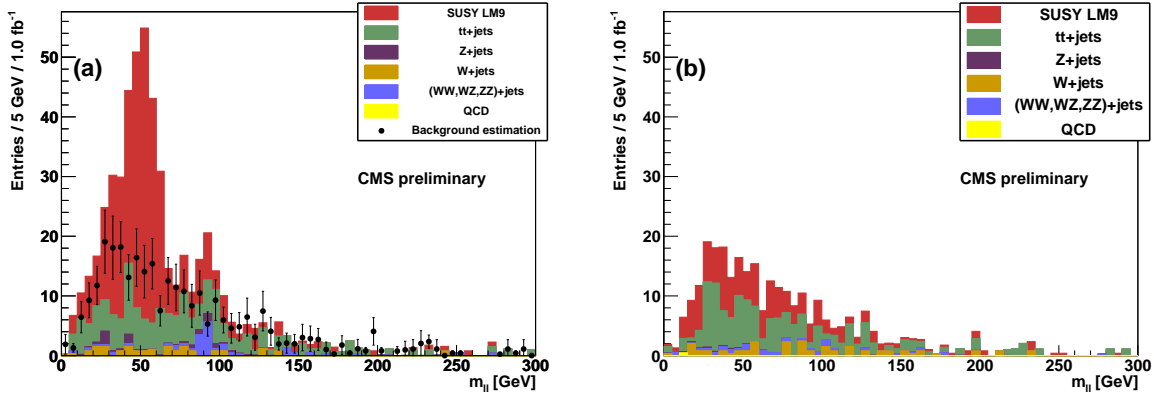 (a)
Entries / 5 GeV / 1.0 fb⁻¹
50
40
30
20
10
0
SUSY LM9
tt+jets
Z+jets
W+jets
(WW,WZ,ZZ)+jets
QCD
Background estimation
CMS preliminary
0 50 100 150 200 250 300
m_ll [GeV]
(b)
Entries / 5 GeV / 1.0 fb⁻¹
50
40
30
20
10
0
SUSY LM9
tt+jets
Z+jets
W+jets
(WW,WZ,ZZ)+jets
QCD
CMS preliminary
0 50 100 150 200 250 300
m_ll [GeV]